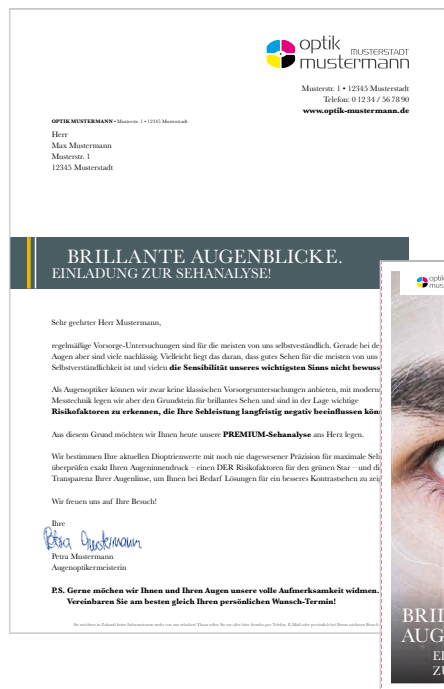 optik
MUSTERSTADT
mustermann
Musterstr. 1 • 12345 Musterstadt
Telefon: 0 12 34 / 56 78 90
www.optik-mustermann.de
OPTIK MUSTERMANN • Musterstr. 1 • 12345 Musterstadt
Herr
Max Mustermann
Musterstr. 1
12345 Musterstadt
BRILLANTE AUGENBLICKE.
EINLADUNG ZUR SEHANALYSE!
Sehr geehrter Herr Mustermann,
regelmäßige Vorsorge-Untersuchungen sind für die meisten von uns selbstverständlich. Gerade bei de
Augen aber sind viele nachlässig. Vielleicht liegt das daran, dass gutes Sehen für die meisten von uns
Selbstverständlichkeit ist und vielen die Sensibilität unseres wichtigsten Sinns nicht bewuss
Als Augenoptiker können wir zwar keine klassischen Vorsorgeuntersuchungen anbieten, mit modern
Messtechnik legen wir aber den Grundstein für brillantes Sehen und sind in der Lage wichtige
Risikofaktoren zu erkennen, die Ihre Sehleistung langfristig negativ beeinflussen kön
Aus diesem Grund möchten wir Ihnen heute unsere PREMIUM-Sehanalyse ans Herz legen.
Wir bestimmen Ihre aktuellen Dioptrienwerte mit noch nie dagewesener Präzision für maximale Seh
überprüfen exakt Ihren Augeninnendruck – einen DER Risikofaktoren für den grünen Star – und di
Transparenz Ihrer Augenlinse, um Ihnen bei Bedarf Lösungen für ein besseres Kontrastsehen zu zei
Wir freuen uns auf Ihre Besuch!
Ihre
Petra Mustermann
Petra Mustermann
Augenoptikermeisterin
P.S. Gerne möchen wir Ihnen und Ihren Augen unsere volle Aufmerksamkeit widmen.
Vereinbaren Sie am besten gleich Ihren persönlichen Wunsch-Termin!
optik
mus
BRIL
AUG
EI
ZU